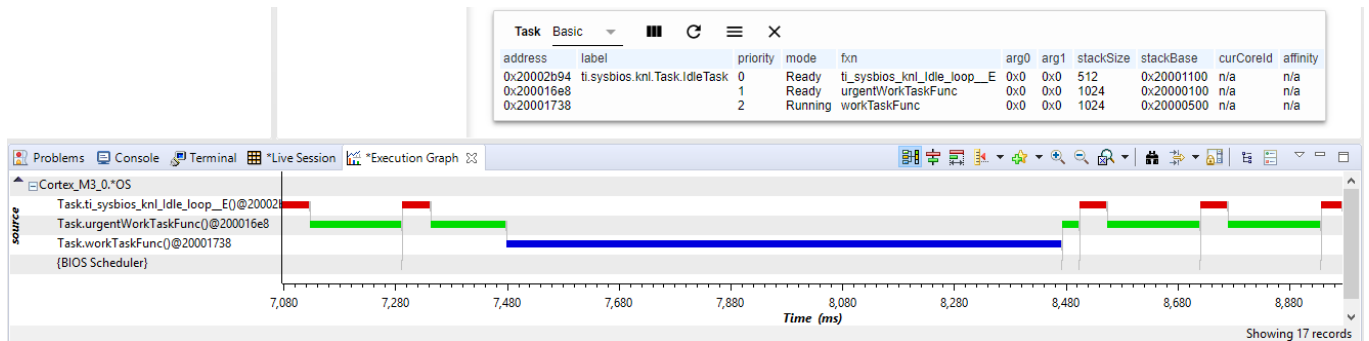 Task Basic
address label priority mode fxn arg0 arg1 stackSize stackBase curCoreId affinity
0x20002b94 ti.sysbios.knl.Task.IdleTask 0 Ready ti_sysbios_knl_Idle_loop__E 0x0 0x0 512 0x20001100 n/a n/a
0x200016e8 1 Ready urgentWorkTaskFunc 0x0 0x0 1024 0x20000100 n/a n/a
0x20001738 2 Running workTaskFunc 0x0 0x0 1024 0x20000500 n/a n/a
Problems Console Terminal *Live Session *Execution Graph
Cortex_M3_0.*OS
Task.ti_sysbios_knl_Idle_loop__E()@20002b
Task.urgentWorkTaskFunc()@200016e8
Task.workTaskFunc()@20001738
{BIOS Scheduler}
source
7,080 7,280 7,480 7,680 7,880 8,080 8,280 8,480 8,680 8,880
Time (ms)
Showing 17 records